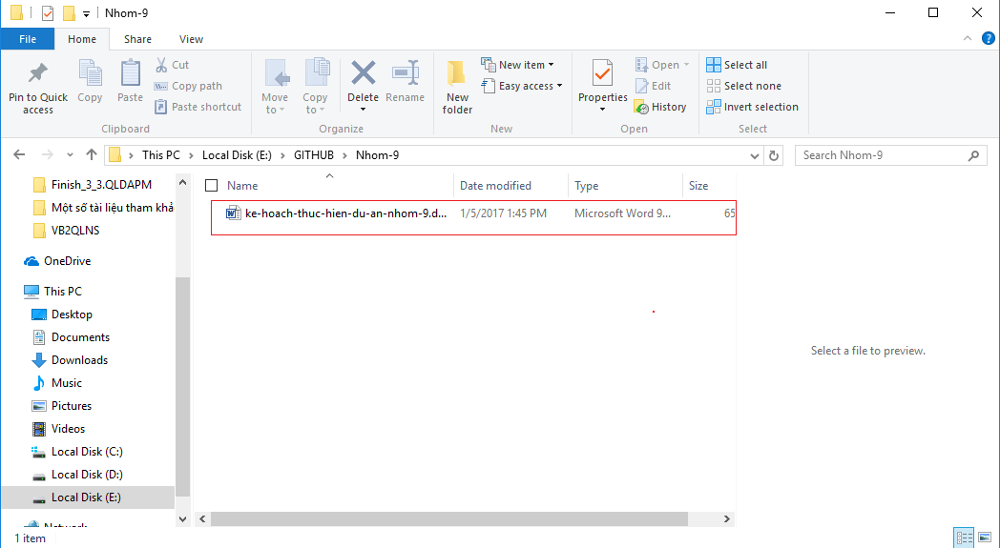 Nhom-9
File Home Share View
Pin to Quick access Copy Paste Cut Copy path Paste shortcut Move to Copy to Delete Rename New folder New item Easy access Properties Open Edit History Select all Select none Invert selection
Clipboard Organize New Open Select
This PC Local Disk (E:) GITHUB Nhom-9 Search Nhom-9
Name Date modified Type Size
ke-hoach-thuc-hien-du-an-nhom-9.d... 1/5/2017 1:45 PM Microsoft Word 9... 65
Finish_3_3.QLDAPM
Một số tài liệu tham khả
VB2QLNS
OneDrive
This PC
Desktop
Documents
Downloads
Music
Pictures
Videos
Local Disk (C:)
Local Disk (D:)
Local Disk (E:)
Network
Select a file to preview.
1 item